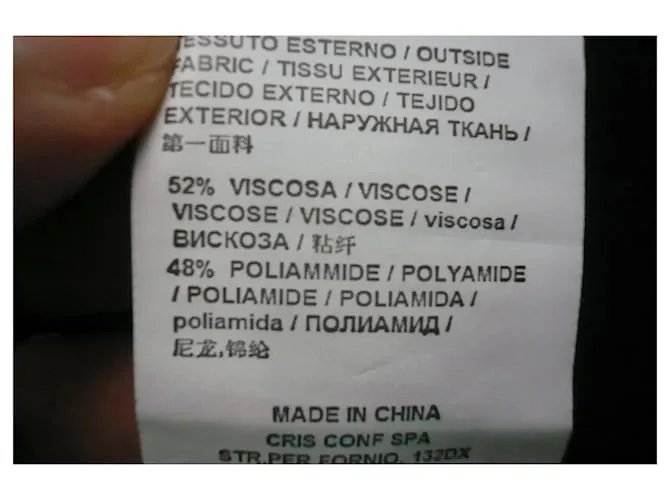 TESSUTO ESTERNO / OUTSIDE
FABRIC / TISSU EXTERIEUR /
TECIDO EXTERNO / TEJIDO
EXTERIOR / НАРУЖНАЯ ТКАНЬ /
第一面料
52% VISCOSA / VISCOSE /
VISCOSE / VISCOSE / viscosa /
ВИСКОЗА / 粘纤
48% POLIAMMIDE / POLYAMIDE
/ POLIAMIDE / POLIAMIDA /
poliamida / ПОЛИАМИД /
尼龙,锦纶
MADE IN CHINA
CRIS CONF SPA
STR.PER FORNIO, 132DX